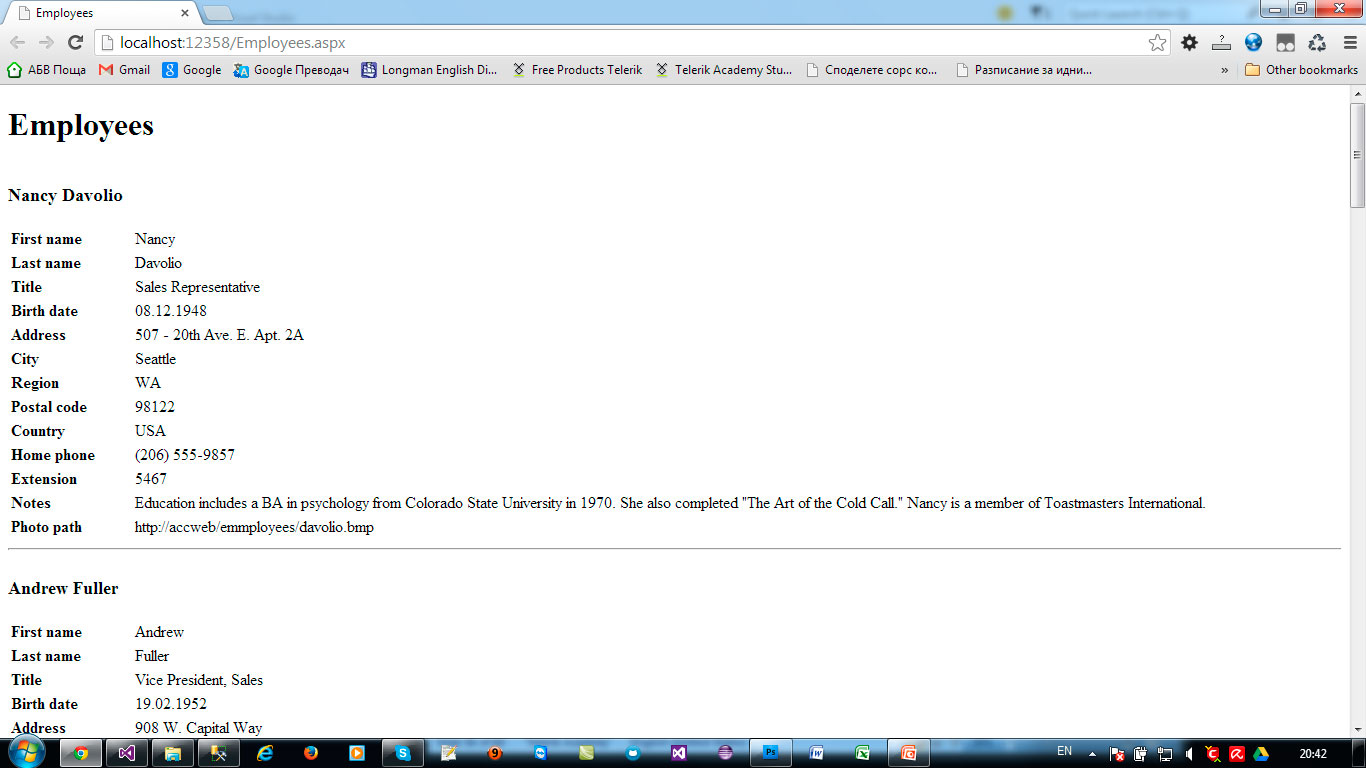 Employees
localhost:12358/Employees.aspx
АБВ Поща Gmail Google Google Преводач Longman English Di... Free Products Telerik Telerik Academy Stu... Споделете сорс ко... Разписание за идни... » Other bookmarks
Employees
Nancy Davolio
First name Nancy
Last name Davolio
Title Sales Representative
Birth date 08.12.1948
Address 507 - 20th Ave. E. Apt. 2A
City Seattle
Region WA
Postal code 98122
Country USA
Home phone (206) 555-9857
Extension 5467
Notes Education includes a BA in psychology from Colorado State University in 1970. She also completed "The Art of the Cold Call." Nancy is a member of Toastmasters International.
Photo path http://accweb/emmployees/davolio.bmp
Andrew Fuller
First name Andrew
Last name Fuller
Title Vice President, Sales
Birth date 19.02.1952
Address 908 W. Capital Way
EN 20:42